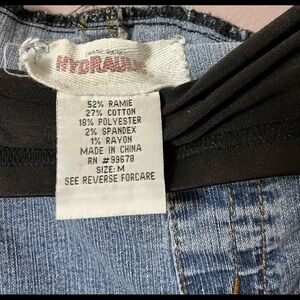 HYDRAULIC
52% RAMIE
27% COTTON
18% POLYESTER
2% SPANDEX
1% RAYON
MADE IN CHINA
RN #99678
SIZE: M
SEE REVERSE FORCARE